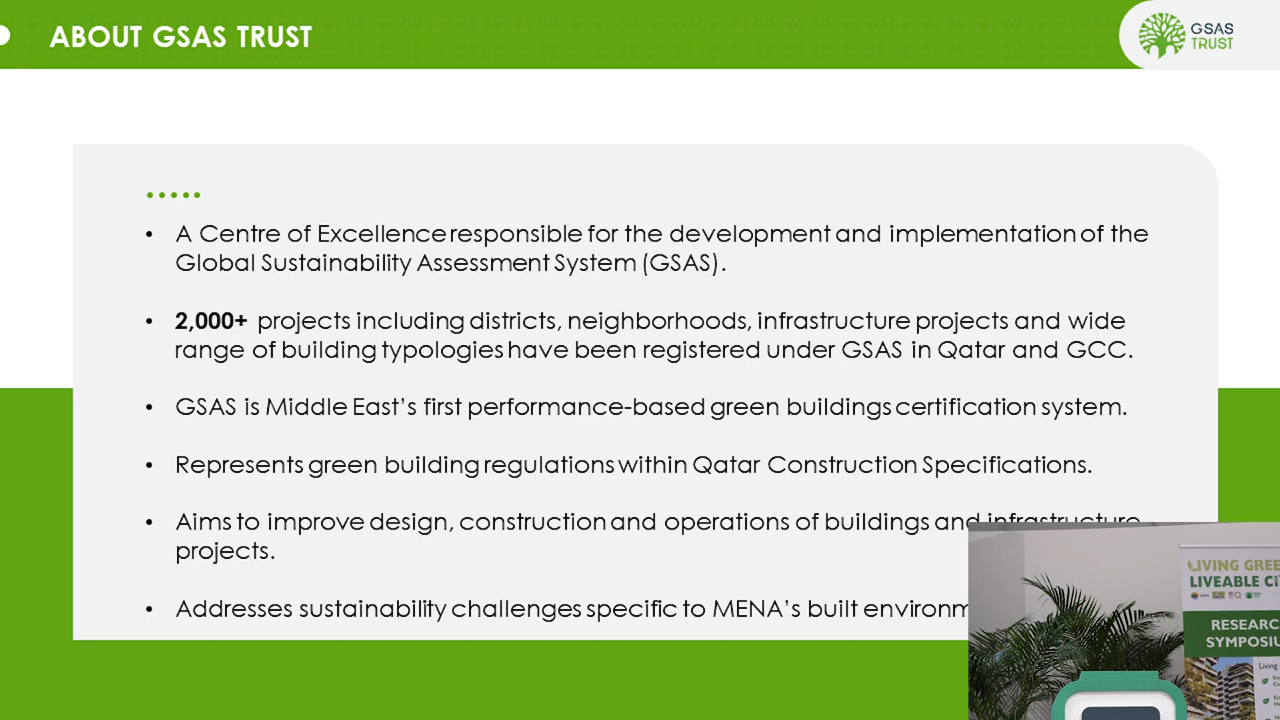 ABOUT GSAS TRUST
GSAS
TRUST
• A Centre of Excellence responsible for the development and implementation of the
Global Sustainability Assessment System (GSAS).
• 2,000+ projects including districts, neighborhoods, infrastructure projects and wide
range of building typologies have been registered under GSAS in Qatar and GCC.
• GSAS is Middle East’s first performance-based green buildings certification system.
• Represents green building regulations within Qatar Construction Specifications.
• Aims to improve design, construction and operations of buildings and infrastructure
projects.
• Addresses sustainability challenges specific to MENA’s built environm
LIVING GREE
LIVEABLE CI
RESEARC
SYMPOSIU
Living